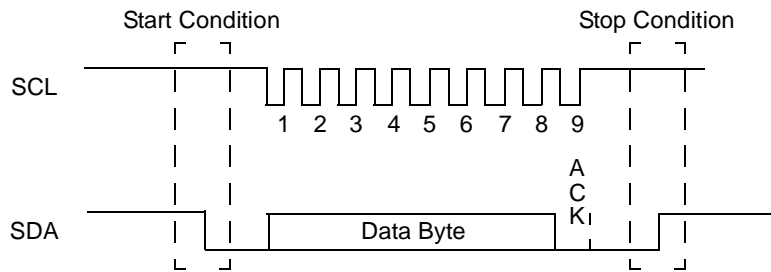 Start Condition Stop Condition
SCL
1 2 3 4 5 6 7 8 9
A
C
K
SDA Data Byte